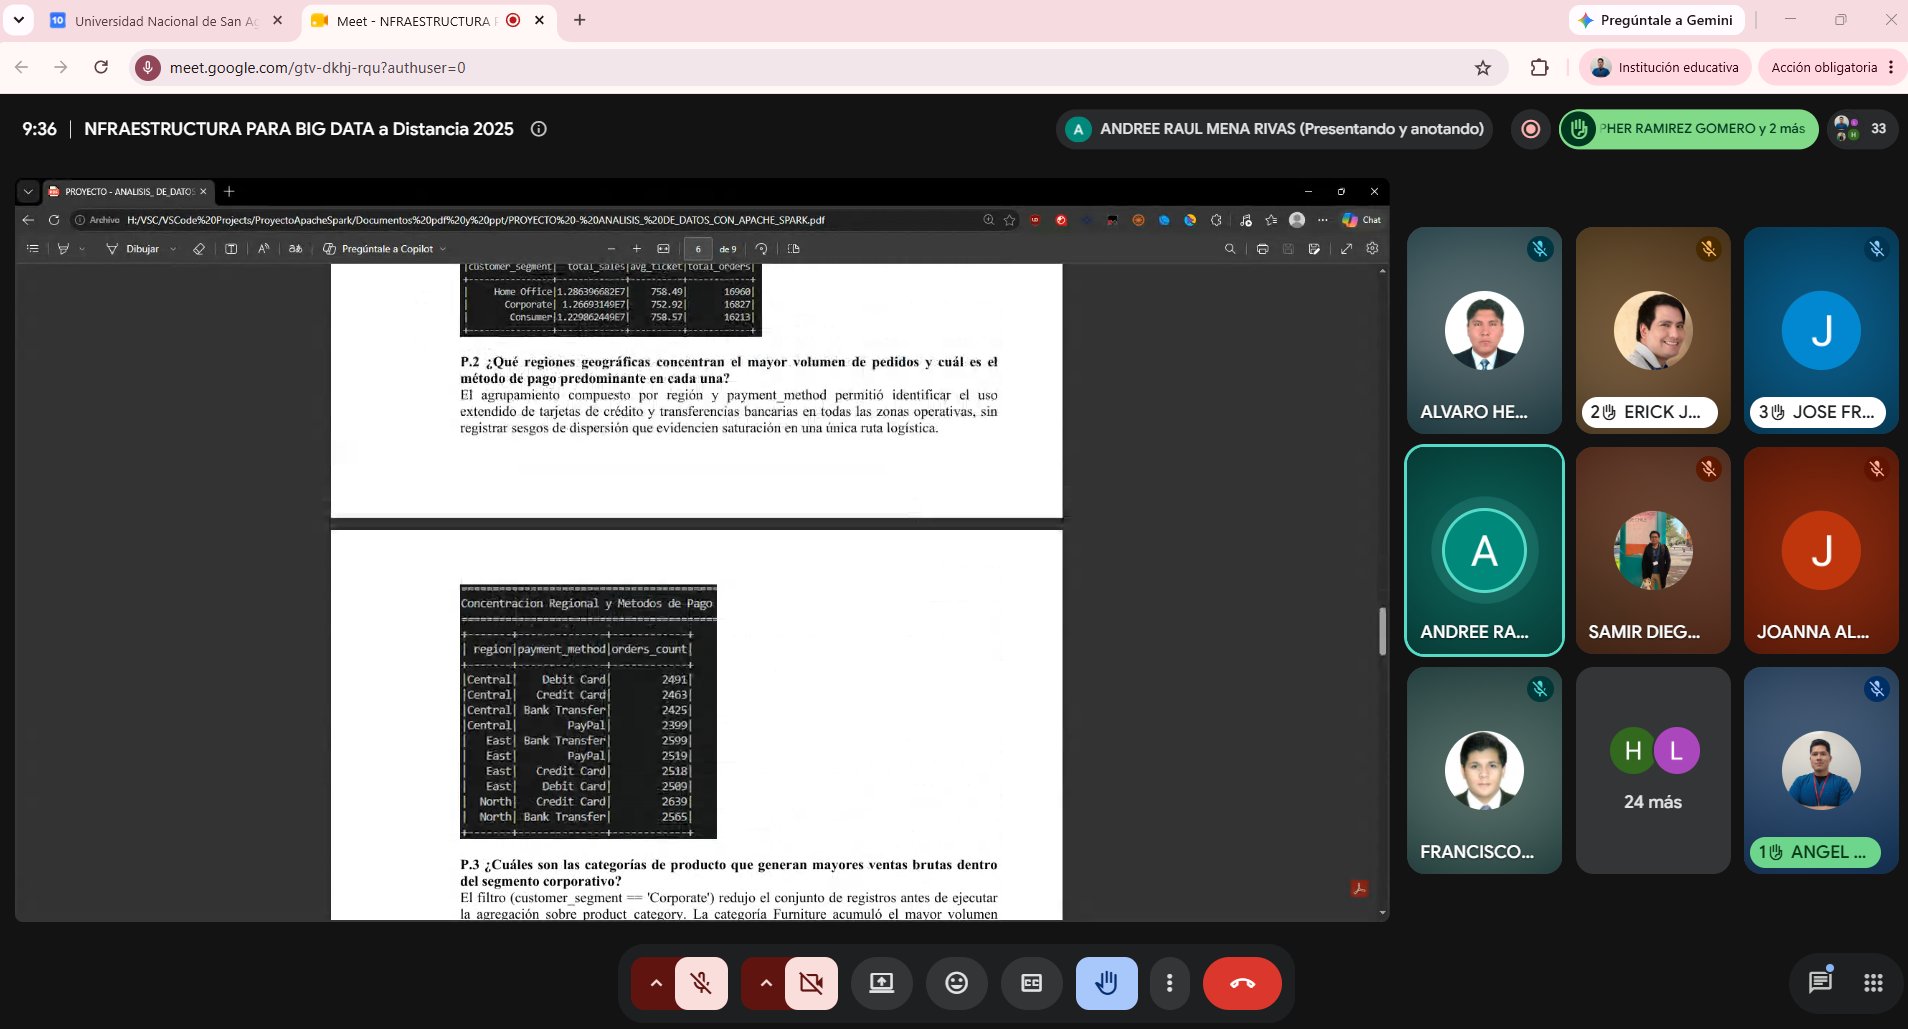 Universidad Nacional de San Ag
Meet - NFRAESTRUCTURA P
Pregúntale a Gemini
meet.google.com/gtv-dkhj-rqu?authuser=0
Institución educativa
Acción obligatoria
9:36 | NFRAESTRUCTURA PARA BIG DATA a Distancia 2025
A ANDREE RAUL MENA RIVAS (Presentando y anotando)
PHER RAMIREZ GOMERO y 2 más
33
PROYECTO - ANALISIS_ DE_DATOS
Archivo H:/VSC/VSCode%20Projects/ProyectoApacheSpark/Documentos%20pdf%20y%20ppt/PROYECTO%20-%20ANALISIS_%20DE_DATOS_CON_APACHE_SPARK.pdf
Chat
Dibujar
Pregúntale a Copilot
6 de 9
|customer_segment| total_sales|avg_ticket|total_orders|
| Home Office|1.286396682E7| 758.49| 16960|
| Corporate| 1.26693149E7| 752.92| 16827|
| Consumer|1.229862449E7| 758.57| 16213|
P.2 ¿Qué regiones geográficas concentran el mayor volumen de pedidos y cuál es el
método de pago predominante en cada una?
El agrupamiento compuesto por región y payment_method permitió identificar el uso
extendido de tarjetas de crédito y transferencias bancarias en todas las zonas operativas, sin
registrar sesgos de dispersión que evidencien saturación en una única ruta logística.
Concentracion Regional y Metodos de Pago
| region|payment_method|orders_count|
|Central| Debit Card| 2491|
|Central| Credit Card| 2463|
|Central| Bank Transfer| 2425|
|Central| PayPal| 2399|
| East| Bank Transfer| 2599|
| East| PayPal| 2519|
| East| Credit Card| 2518|
| East| Debit Card| 2509|
| North| Credit Card| 2639|
| North| Bank Transfer| 2565|
P.3 ¿Cuáles son las categorías de producto que generan mayores ventas brutas dentro
del segmento corporativo?
El filtro (customer_segment == 'Corporate') redujo el conjunto de registros antes de ejecutar
la agregación sobre product_category. La categoría Furniture acumuló el mayor volumen
ALVARO HE...
2 ERICK J...
J
3 JOSE FR...
A
ANDREE RA...
SAMIR DIEG...
J
JOANNA AL...
FRANCISCO...
H L
24 más
1 ANGEL ...